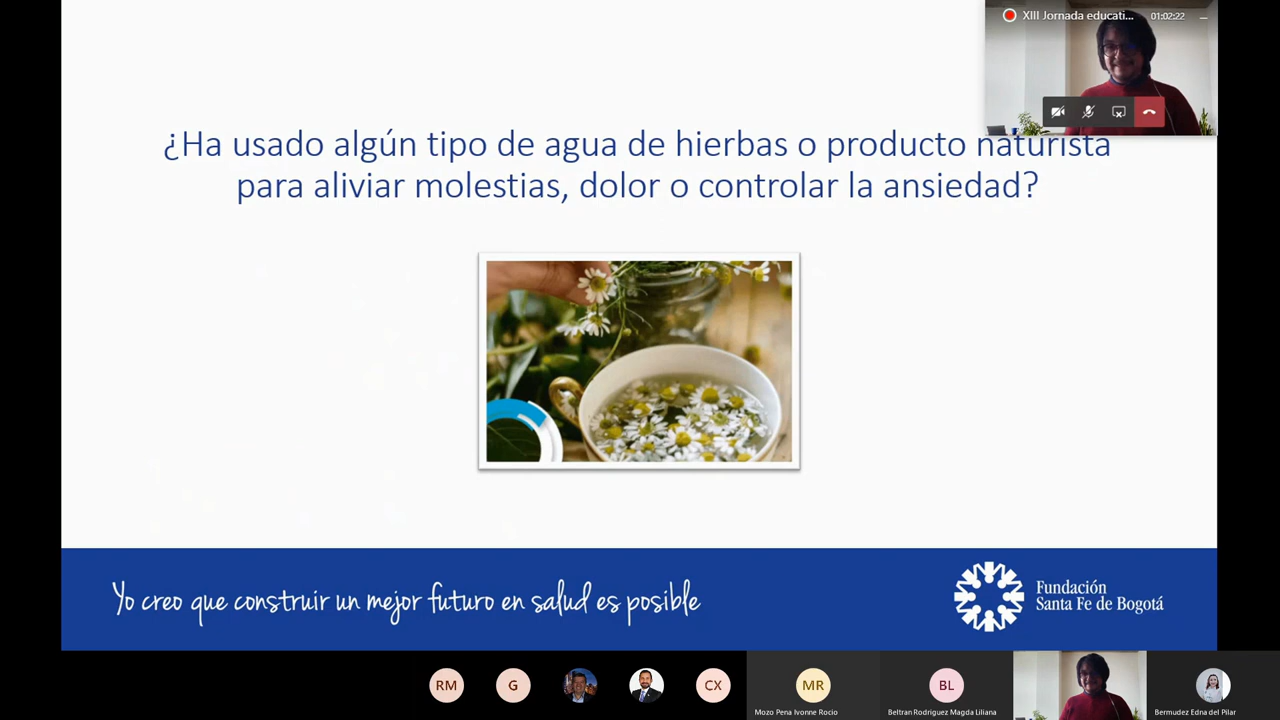 XIII Jornada educati...
01:02:22
¿Ha usado algún tipo de agua de hierbas o producto naturista
para aliviar molestias, dolor o controlar la ansiedad?
Yo creo que construir un mejor futuro en salud es posible
Fundación
Santa Fe de Bogotá
RM
G
CX
MR
BL
Mozo Pena Ivonne Rocio
Beltran Rodriguez Magda Liliana
Bermudez Edna del Pilar